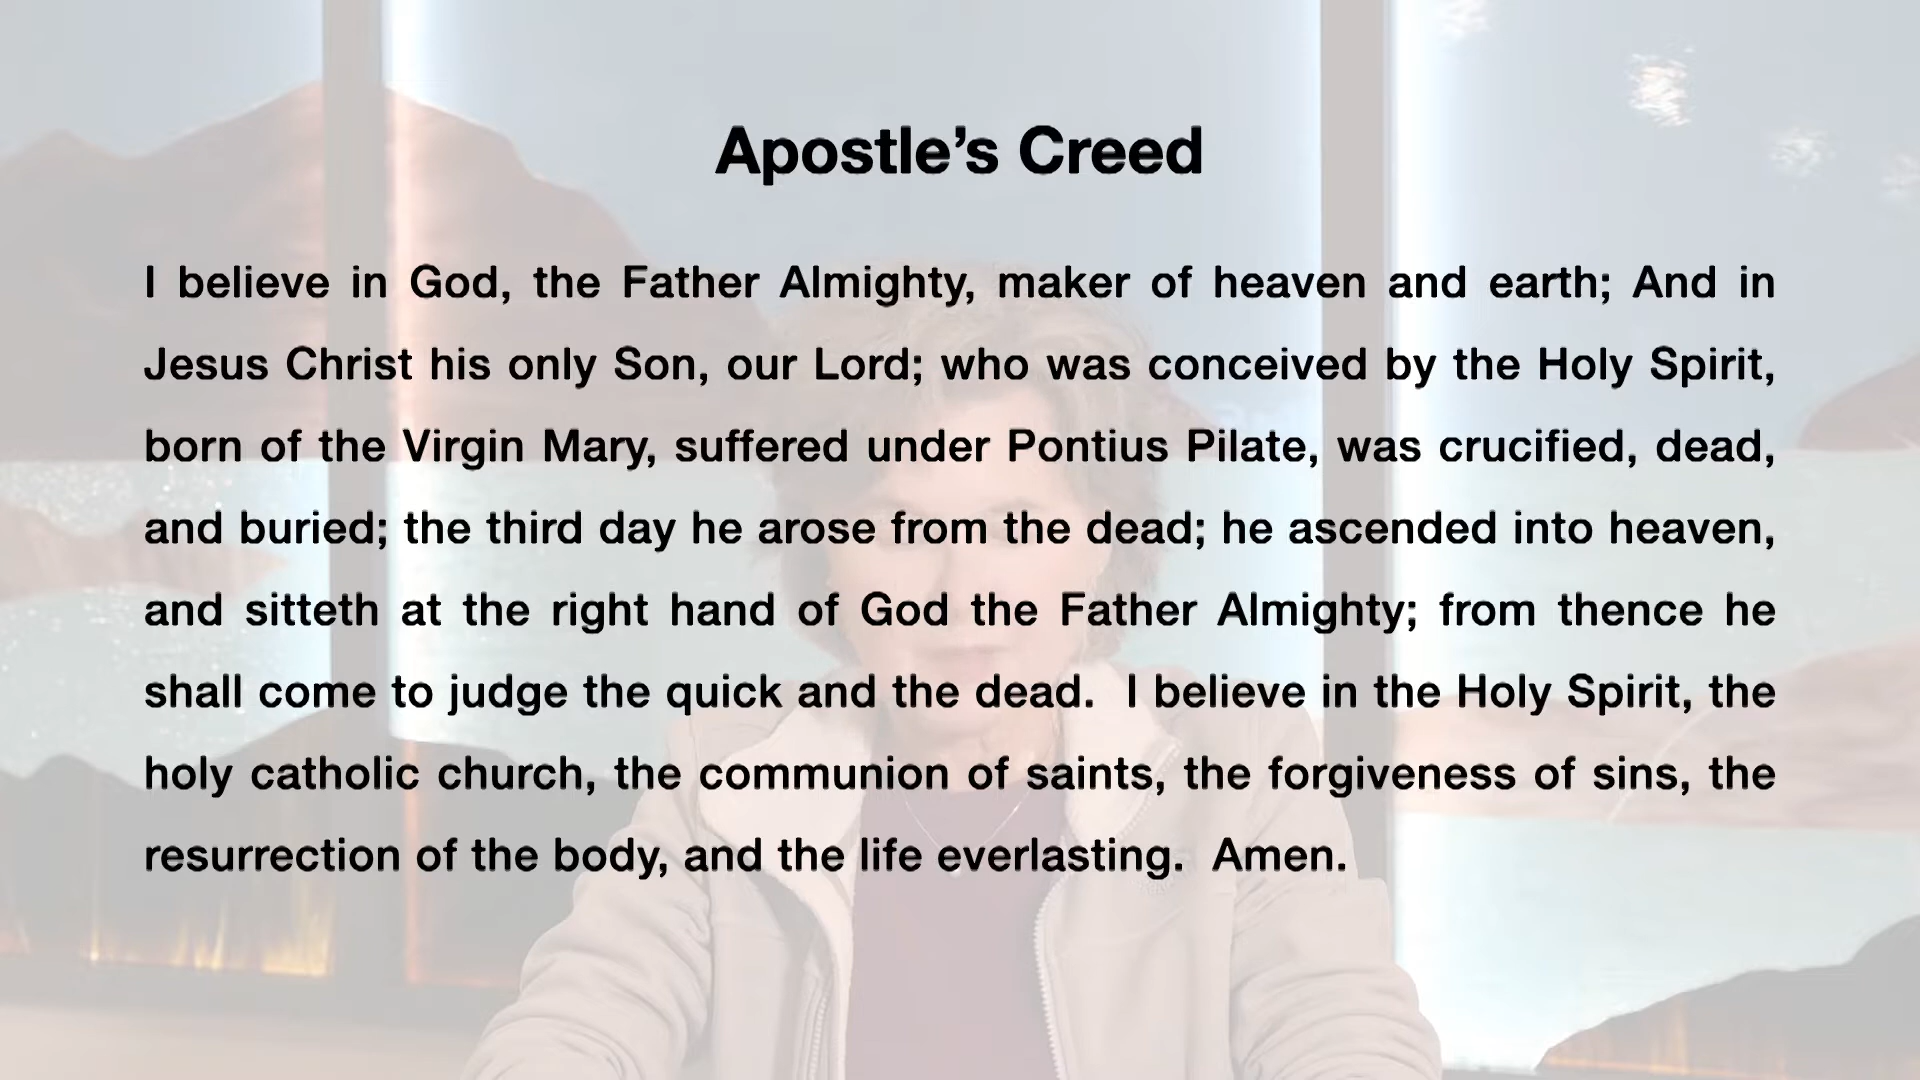 Apostle’s Creed
I believe in God, the Father Almighty, maker of heaven and earth; And in
Jesus Christ his only Son, our Lord; who was conceived by the Holy Spirit,
born of the Virgin Mary, suffered under Pontius Pilate, was crucified, dead,
and buried; the third day he arose from the dead; he ascended into heaven,
and sitteth at the right hand of God the Father Almighty; from thence he
shall come to judge the quick and the dead.  I believe in the Holy Spirit, the
holy catholic church, the communion of saints, the forgiveness of sins, the
resurrection of the body, and the life everlasting.  Amen.